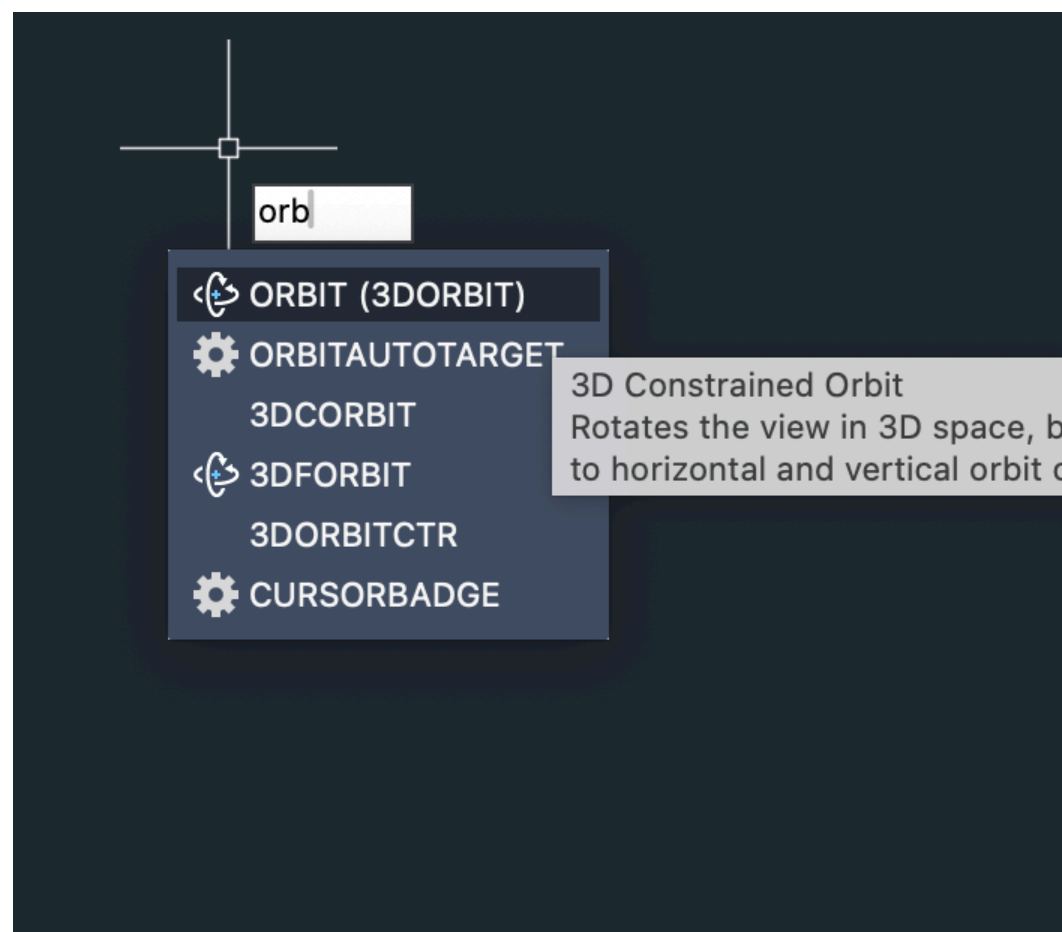 orb
ORBIT (3DORBIT)
ORBITAUTOTARGET
3DCORBIT
3DFORBIT
3DORBITCTR
CURSORBADGE
3D Constrained Orbit
Rotates the view in 3D space,
to horizontal and vertical orbit